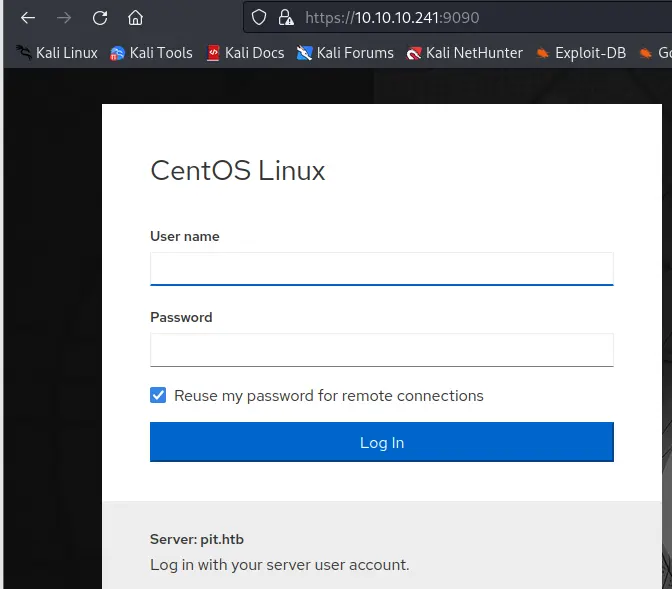 https://10.10.10.241:9090
Kali Linux Kali Tools Kali Docs Kali Forums Kali NetHunter Exploit-DB
CentOS Linux
User name
Password
Reuse my password for remote connections
Log In
Server: pit.htb
Log in with your server user account.